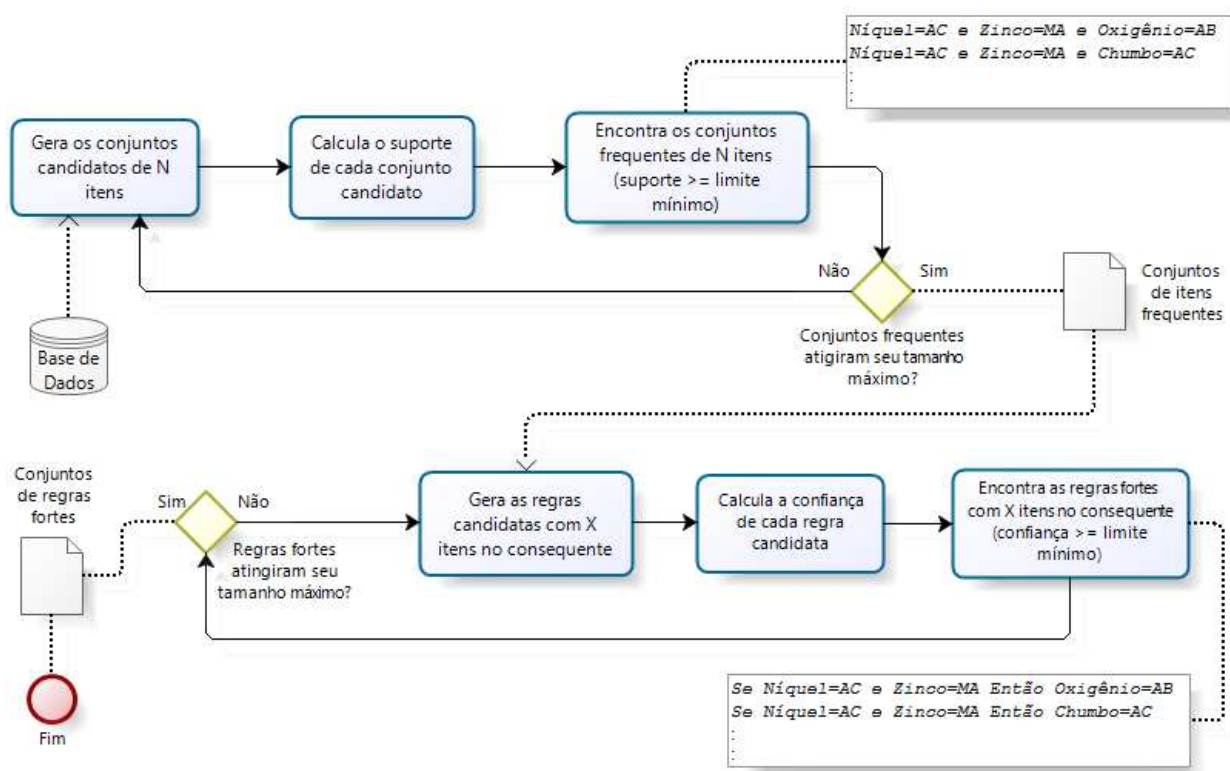 Níquel=AC e Zinco=MA e Oxigênio=AB
Níquel=AC e Zinco=MA e Chumbo=AC
:
:
Gera os conjuntos
candidatos de N
itens
Calcula o suporte
de cada conjunto
candidato
Encontra os conjuntos
frequentes de N itens
(suporte >= limite
mínimo)
Não
Sim
Conjuntos
de itens
frequentes
Conjuntos frequentes
atigiram seu tamanho
máximo?
Base de
Dados
Conjuntos
de regras
fortes
Sim
Não
Regras fortes
atingiram seu
tamanho máximo?
Gera as regras
candidatas com X
itens no consequente
Calcula a confiança
de cada regra
candidata
Encontra as regras fortes
com X itens no consequente
(confiança >= limite
mínimo)
Se Níquel=AC e Zinco=MA Então Oxigênio=AB
Se Níquel=AC e Zinco=MA Então Chumbo=AC
:
:
Fim